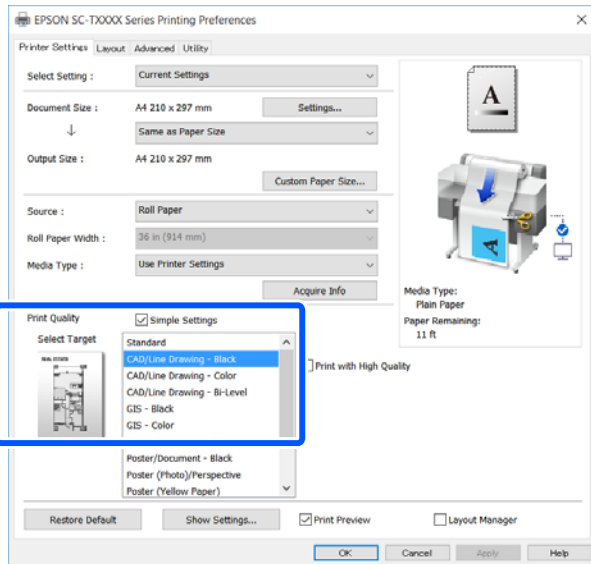 EPSON SC-TXXXX Series Printing Preferences
Printer Settings Layout Advanced Utility
Select Setting : Current Settings
Document Size : A4 210 x 297 mm Settings...
Same as Paper Size
Output Size : A4 210 x 297 mm
Custom Paper Size...
Source : Roll Paper
Roll Paper Width : 36 in (914 mm)
Media Type : Use Printer Settings
Acquire Info
A
A
Media Type:
Plain Paper
Paper Remaining:
11 ft
Print Quality Simple Settings
Select Target
REAL ESTATE
Standard
CAD/Line Drawing - Black
CAD/Line Drawing - Color
CAD/Line Drawing - Bi-Level
GIS - Black
GIS - Color
Poster/Document - Black
Poster (Photo)/Perspective
Poster (Yellow Paper)
Print with High Quality
Restore Default Show Settings... Print Preview Layout Manager
OK Cancel Apply Help